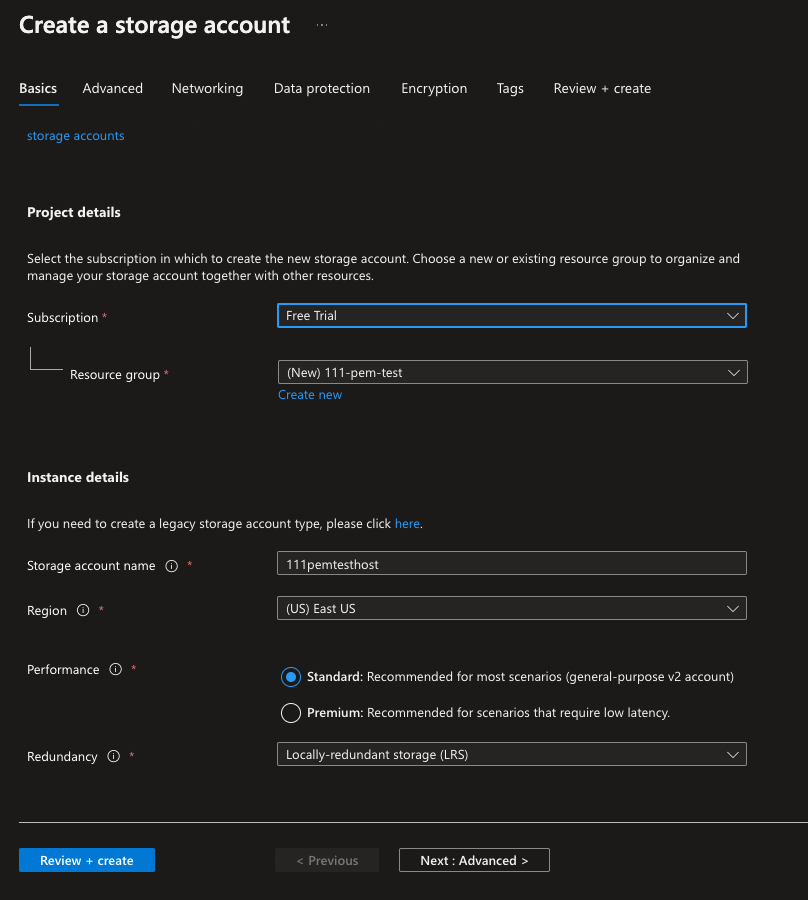 Create a storage account ...
Basics Advanced Networking Data protection Encryption Tags Review + create
storage accounts
Project details
Select the subscription in which to create the new storage account. Choose a new or existing resource group to organize and
manage your storage account together with other resources.
Subscription * Free Trial
Resource group * (New) 111-pem-test
Create new
Instance details
If you need to create a legacy storage account type, please click here.
Storage account name * 111pemtesthost
Region * (US) East US
Performance * Standard: Recommended for most scenarios (general-purpose v2 account)
Premium: Recommended for scenarios that require low latency.
Redundancy * Locally-redundant storage (LRS)
Review + create < Previous Next : Advanced >